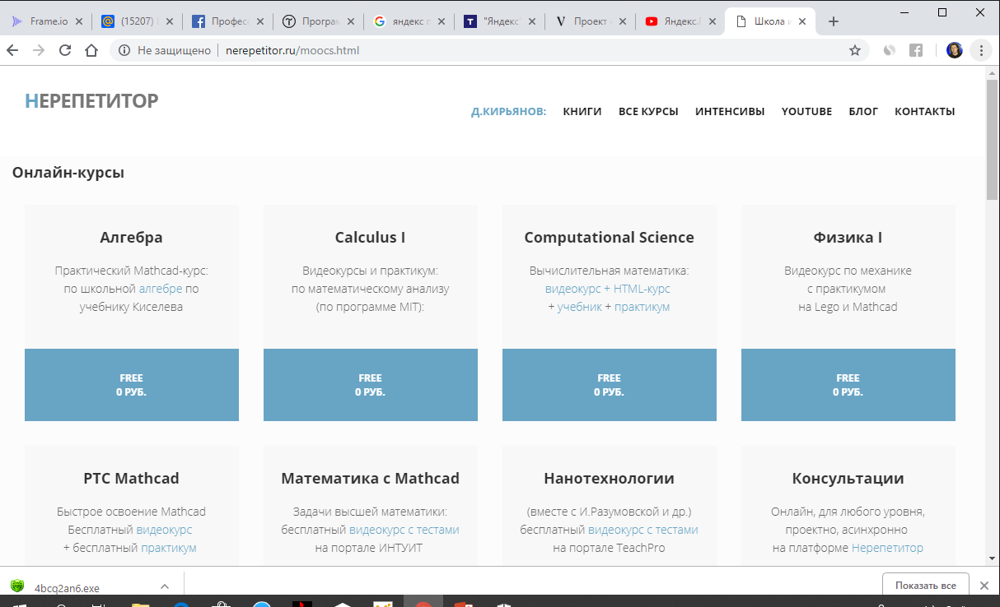 Frame.io
(15207)
Професс
Програм
яндекс п
"Яндекс"
Проект
Яндекс.
Школа и
Не защищено
nerepetitor.ru/moocs.html
НЕРЕПЕТИТОР
Д.КИРЬЯНОВ: КНИГИ ВСЕ КУРСЫ ИНТЕНСИВЫ YOUTUBE БЛОГ КОНТАКТЫ
Онлайн-курсы
Алгебра
Практический Mathcad-курс:
по школьной алгебре по
учебнику Киселева
FREE
0 РУБ.
Calculus I
Видеокурсы и практикум:
по математическому анализу
(по программе MIT):
FREE
0 РУБ.
Computational Science
Вычислительная математика:
видеокурс + HTML-курс
+ учебник + практикум
FREE
0 РУБ.
Физика I
Видеокурс по механике
с практикумом
на Lego и Mathcad
FREE
0 РУБ.
PTC Mathcad
Быстрое освоение Mathcad
Бесплатный видеокурс
+ бесплатный практикум
Математика с Mathcad
Задачи высшей математики:
бесплатный видеокурс с тестами
на портале ИНТУИТ
Нанотехнологии
(вместе с И.Разумовской и др.)
бесплатный видеокурс с тестами
на портале TeachPro
Консультации
Онлайн, для любого уровня,
проектно, асинхронно
на платформе Нерепетитор
4bcq2an6.exe
Показать все